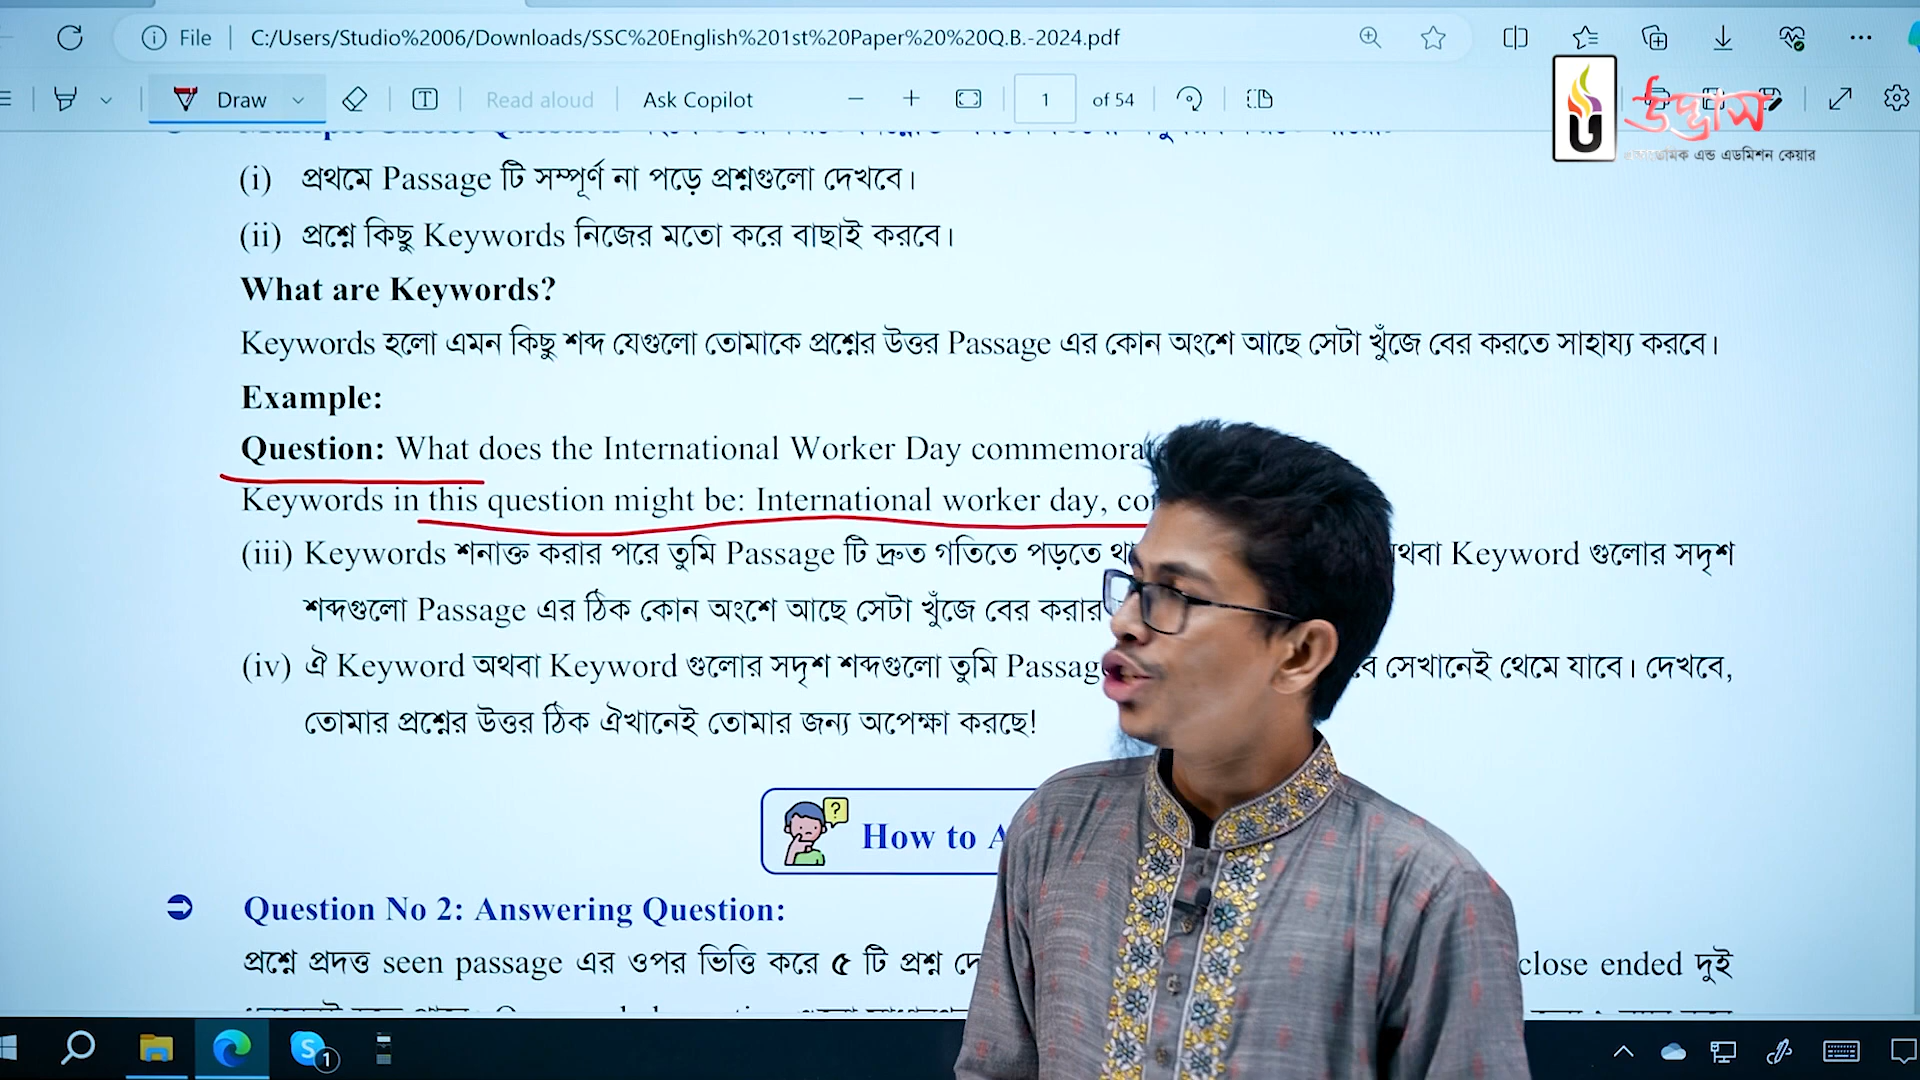 File
C:/Users/Studio%2006/Downloads/SSC%20English%201st%20Paper%20%20Q.B.-2024.pdf
Draw
Read aloud
Ask Copilot
1
of 54
উদ্ভাস
এন্ড এডমিশন কেয়ার
(i) প্রথমে Passage টি সম্পূর্ণ না পড়ে প্রশ্নগুলো দেখবে।
(ii) প্রশ্নে কিছু Keywords নিজের মতো করে বাছাই করবে।
What are Keywords?
Keywords হলো এমন কিছু শব্দ যেগুলো তোমাকে প্রশ্নের উত্তর Passage এর কোন অংশে আছে সেটা খুঁজে বের করতে সাহায্য করবে।
Example:
Question: What does the International Worker Day
Keywords in this question might be: International worker day,
(iii) Keywords শনাক্ত করার পরে তুমি Passage টি দ্রুত গতিতে পড়তে Keyword গুলোর সদৃশ
শব্দগুলো Passage এর ঠিক কোন অংশে আছে সেটা খুঁজে বের করার
(iv) ঐ Keyword অথবা Keyword গুলোর সদৃশ শব্দগুলো তুমি সেখানেই থেমে যাবে। দেখবে,
তোমার প্রশ্নের উত্তর ঠিক ঐখানেই তোমার জন্য অপেক্ষা করছে!
How to
Question No 2: Answering Question:
প্রশ্নে প্রদত্ত seen passage এর ওপর ভিত্তি করে ৫ টি প্রশ্ন close ended দুই
1